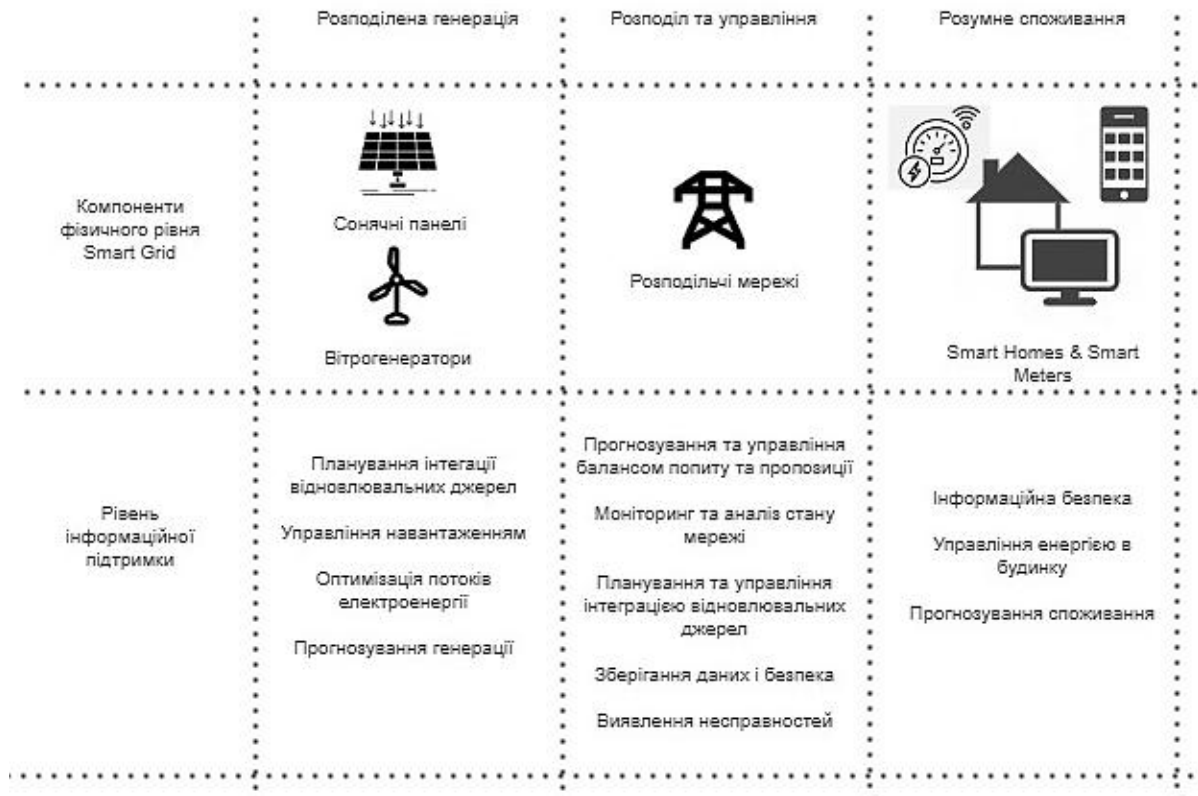 Розподілена генерація
Розподіл та управління
Розумне споживання
Компоненти
фізичного рівня
Smart Grid
Сонячні панелі
Вітрогенератори
Розподільчі мережі
Smart Homes & Smart
Meters
Рівень
інформаційної
підтримки
Планування інтегації
відновлювальних джерел
Управління навантаженням
Оптимізація потоків
електроенергії
Прогнозування генерації
Прогнозування та управління
балансом попиту та пропозиції
Моніторинг та аналіз стану
мережі
Планування та управління
інтеграцією відновлювальних
джерел
Зберігання даних і безпека
Виявлення несправностей
Інформаційна безпека
Управління енергією в
будинку
Прогнозування споживання